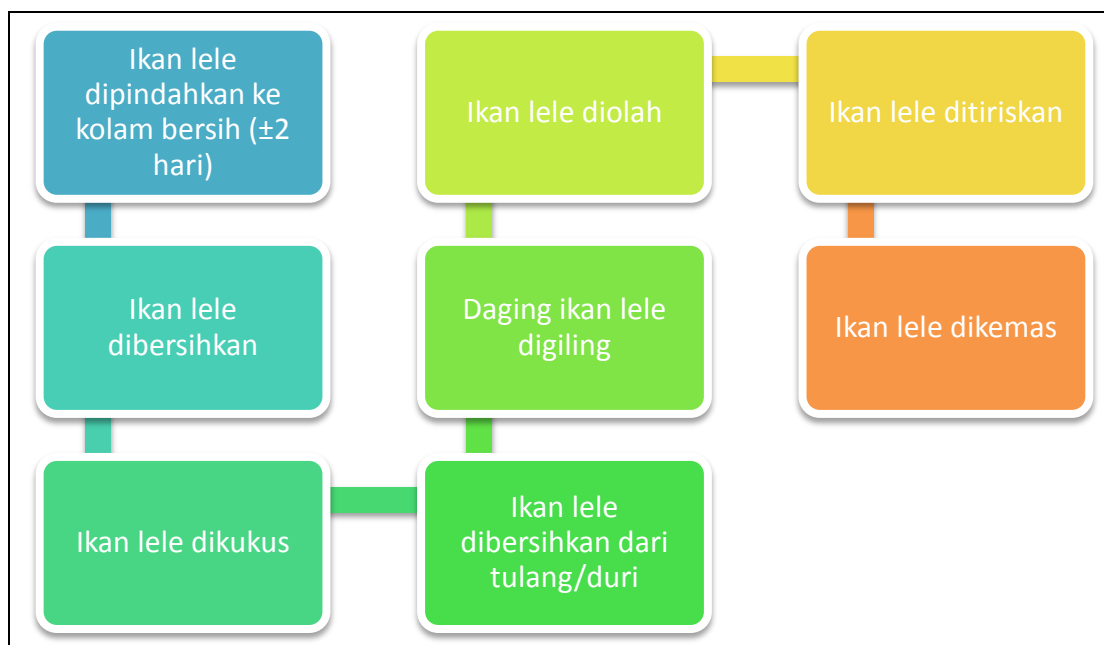 Ikan lele
dipindahkan ke
kolam bersih (±2
hari)
Ikan lele
dibersihkan
Ikan lele dikukus
Ikan lele
dibersihkan dari
tulang/duri
Daging ikan lele
digiling
Ikan lele diolah
Ikan lele ditiriskan
Ikan lele dikemas